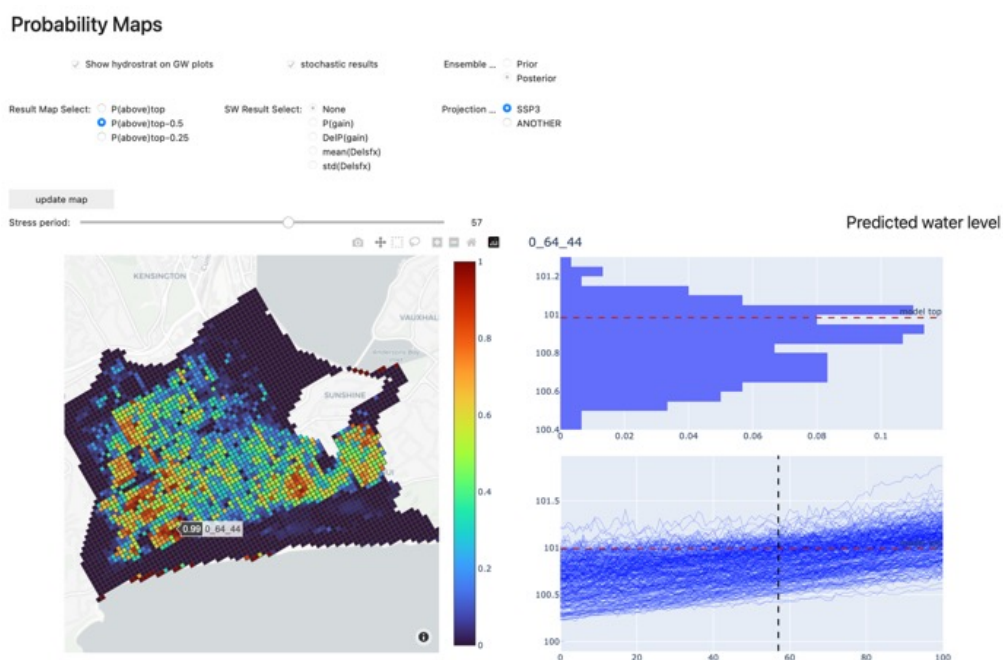 Probability Maps
Show hydrostrat on GW plots
stochastic results
Ensemble ...
Prior
Posterior
Result Map Select:
P(above)top
P(above)top-0.5
P(above)top-0.25
SW Result Select:
None
P(gain)
DelP(gain)
mean(Delsfx)
std(Delsfx)
Projection ...
SSP3
ANOTHER
update map
Stress period:
57
KENSINGTON
VAUXHAL
SUNSHINE
0.99 0_64_44
1
0.8
0.6
0.4
0.2
0
Predicted water level
0_64_44
101.2
101
100.8
100.6
100.4
model top
0 0.02 0.04 0.06 0.08 0.1
101.5
101
100.5
100
0 20 40 60 80 100